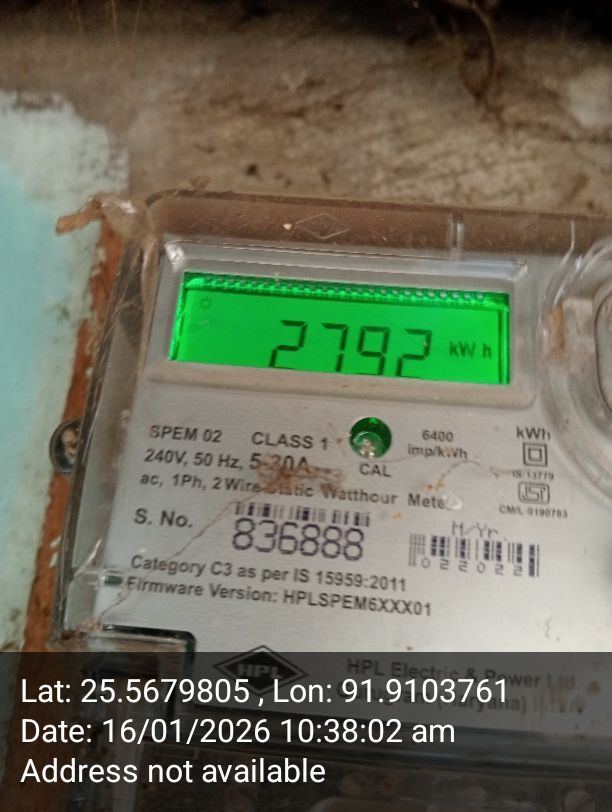 2792 kWh
SPEM 02 CLASS 1
240V, 50 Hz, 5-30A
ac, 1Ph, 2 Wire Static Watthour Meter
CAL
6400
imp/kWh
kWh
IS:13779
CM/L-9190783
S. No.
836888
M/Yr.
022022
Category C3 as per IS 15959:2011
Firmware Version: HPLSPEM6XXX01
HPL
HPL Electric & Power Ltd.
(Haryana)
Lat: 25.5679805 , Lon: 91.9103761
Date: 16/01/2026 10:38:02 am
Address not available